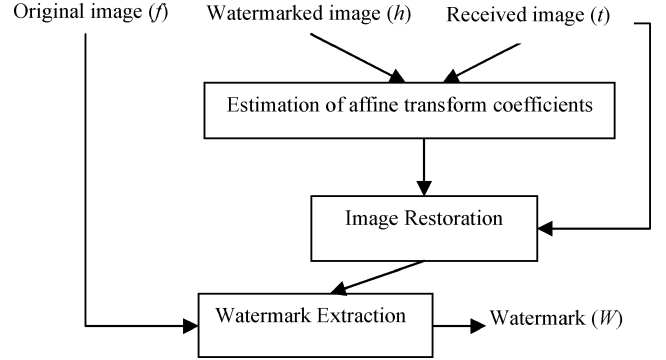 Original image (f)
Watermarked image (h)
Received image (t)
Estimation of affine transform coefficients
Image Restoration
Watermark Extraction
Watermark (W)